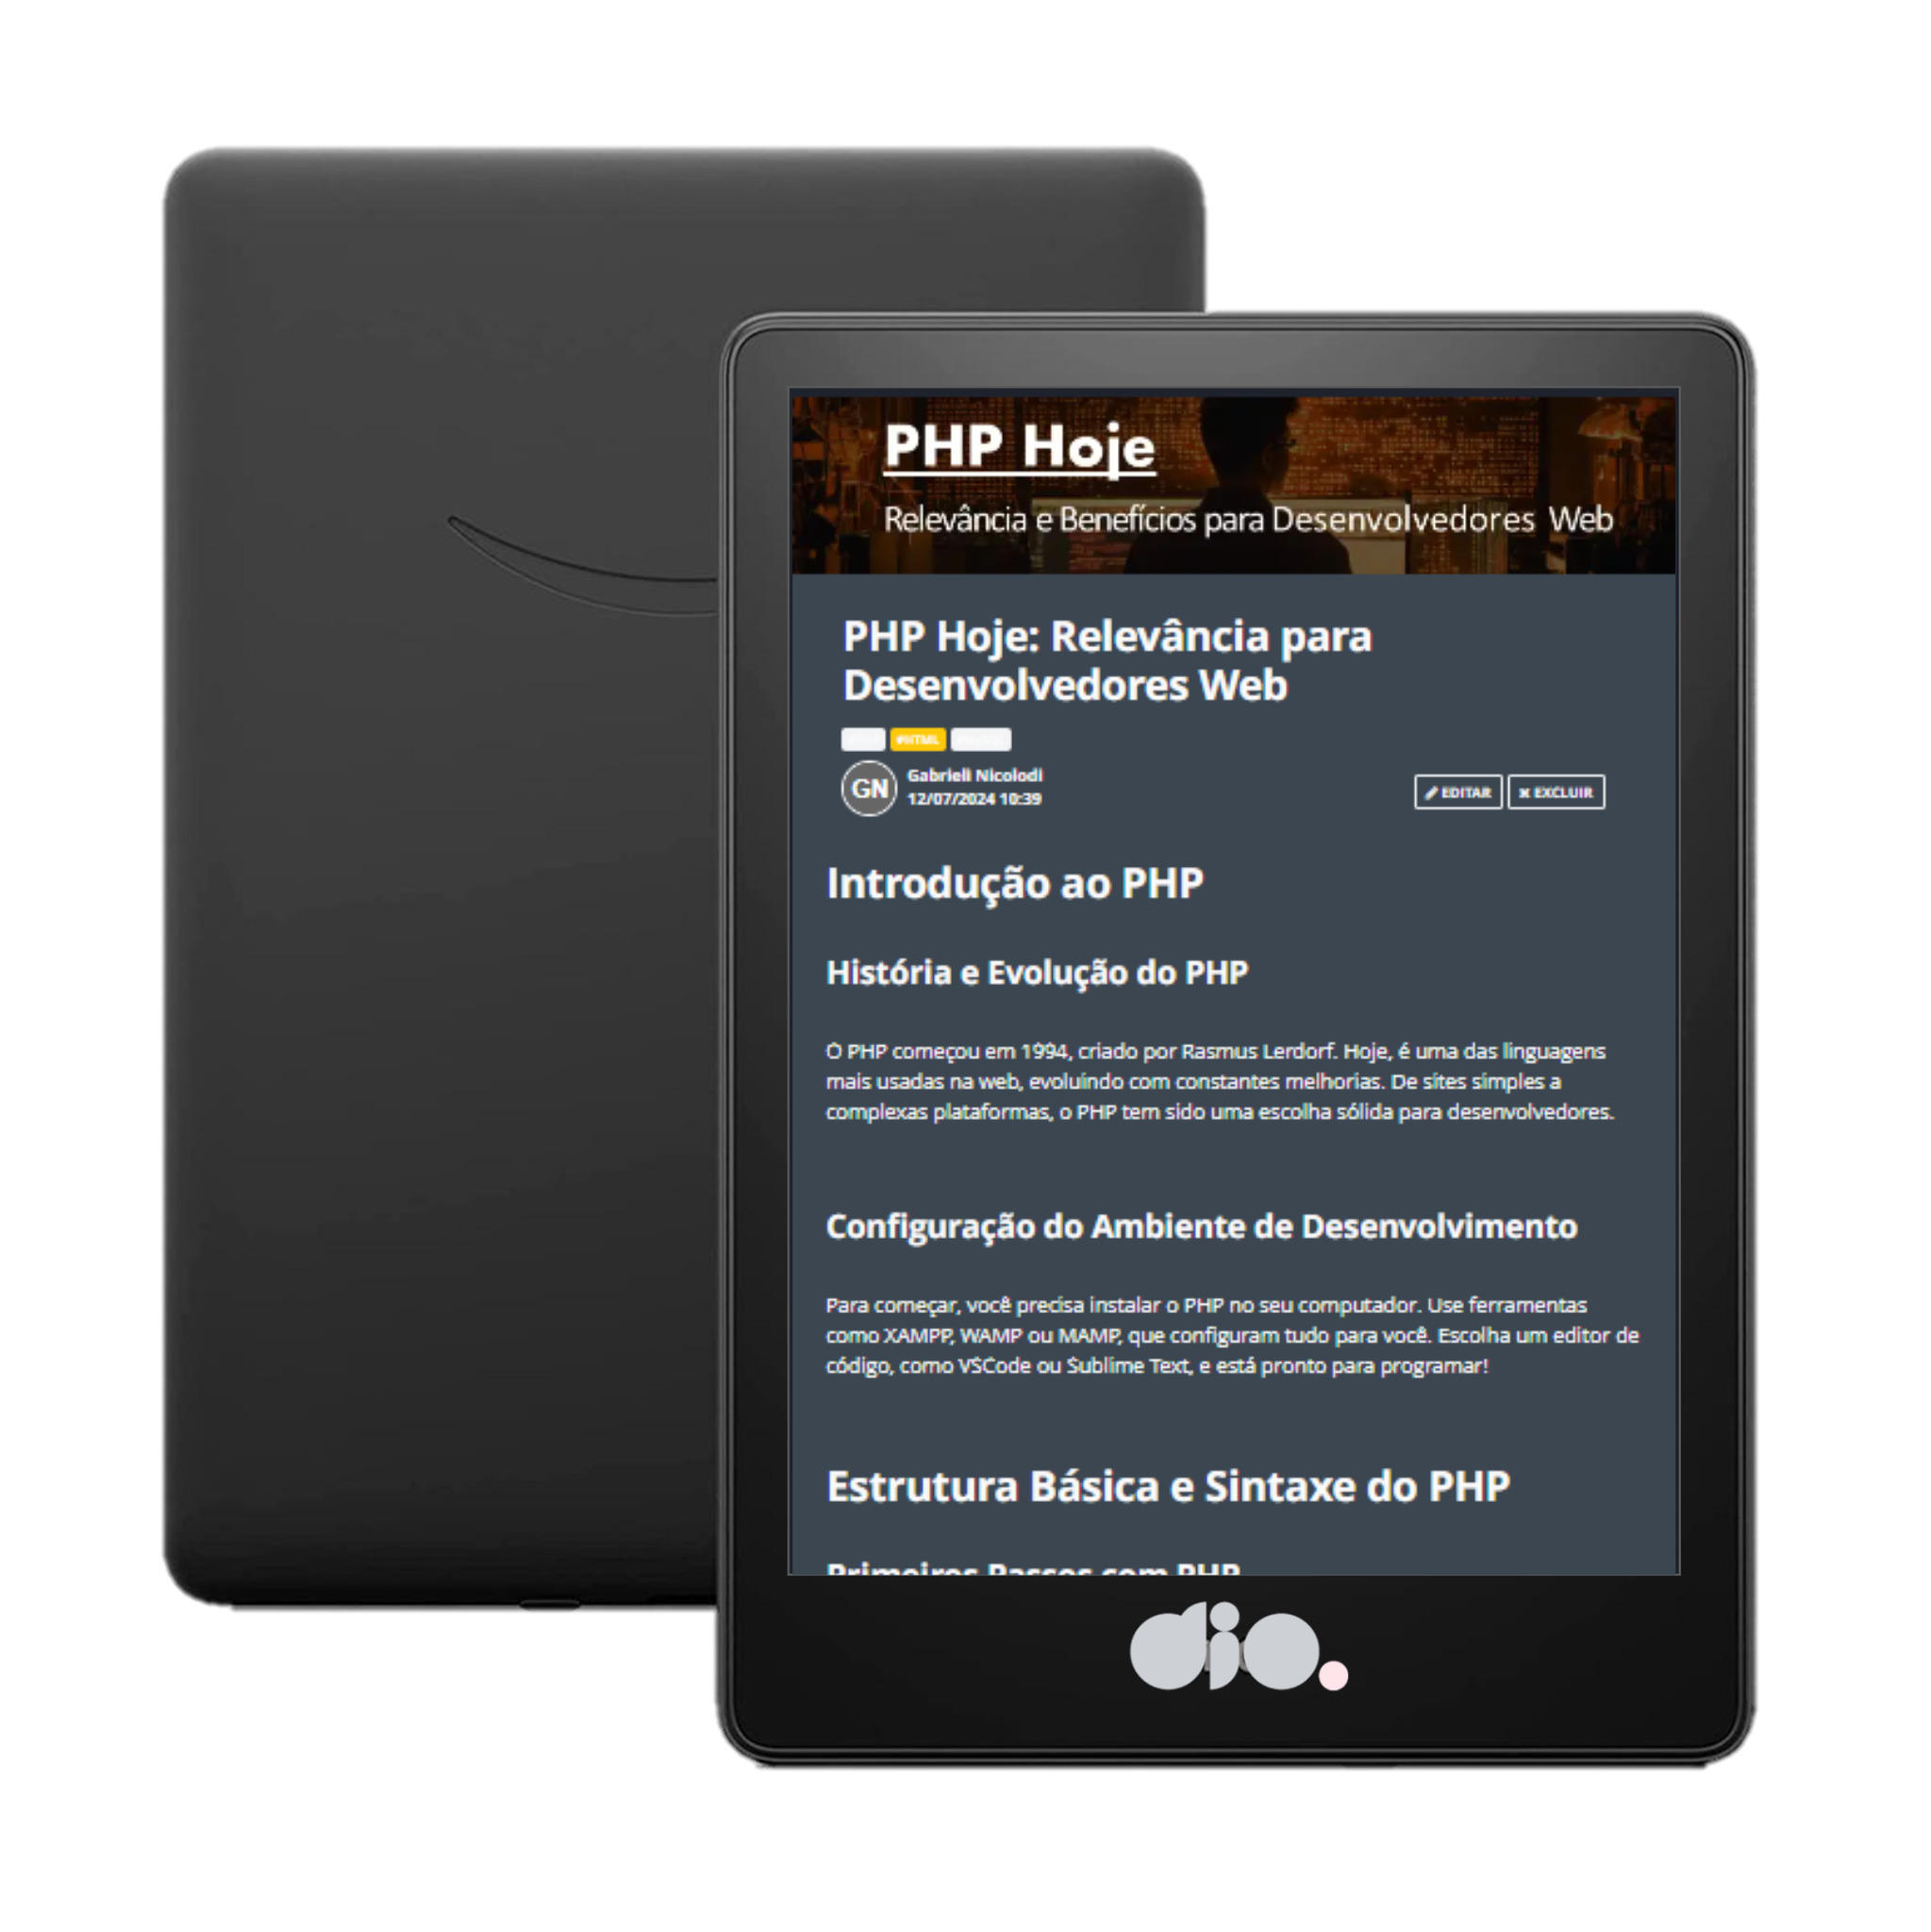 PHP Hoje
Relevância e Benefícios para Desenvolvedores Web
PHP Hoje: Relevância para
Desenvolvedores Web
#HTML
GN
Gabrieli Nicolodi
12/07/2024 10:39
EDITAR
EXCLUIR
Introdução ao PHP
História e Evolução do PHP
O PHP começou em 1994, criado por Rasmus Lerdorf. Hoje, é uma das linguagens
mais usadas na web, evoluindo com constantes melhorias. De sites simples a
complexas plataformas, o PHP tem sido uma escolha sólida para desenvolvedores.
Configuração do Ambiente de Desenvolvimento
Para começar, você precisa instalar o PHP no seu computador. Use ferramentas
como XAMPP, WAMP ou MAMP, que configuram tudo para você. Escolha um editor de
código, como VSCode ou Sublime Text, e está pronto para programar!
Estrutura Básica e Sintaxe do PHP
Primeiros Passos com PHP
dio.